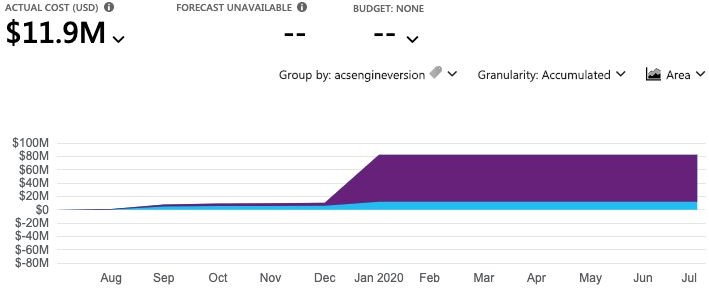 ACTUAL COST (USD) FORECAST UNAVAILABLE BUDGET: NONE
$11.9M -- --
Group by: acsengineversion Granularity: Accumulated Area
$100M
$80M
$60M
$40M
$20M
$0
$-20M
$-40M
$-60M
$-80M
Aug Sep Oct Nov Dec Jan 2020 Feb Mar Apr May Jun Jul